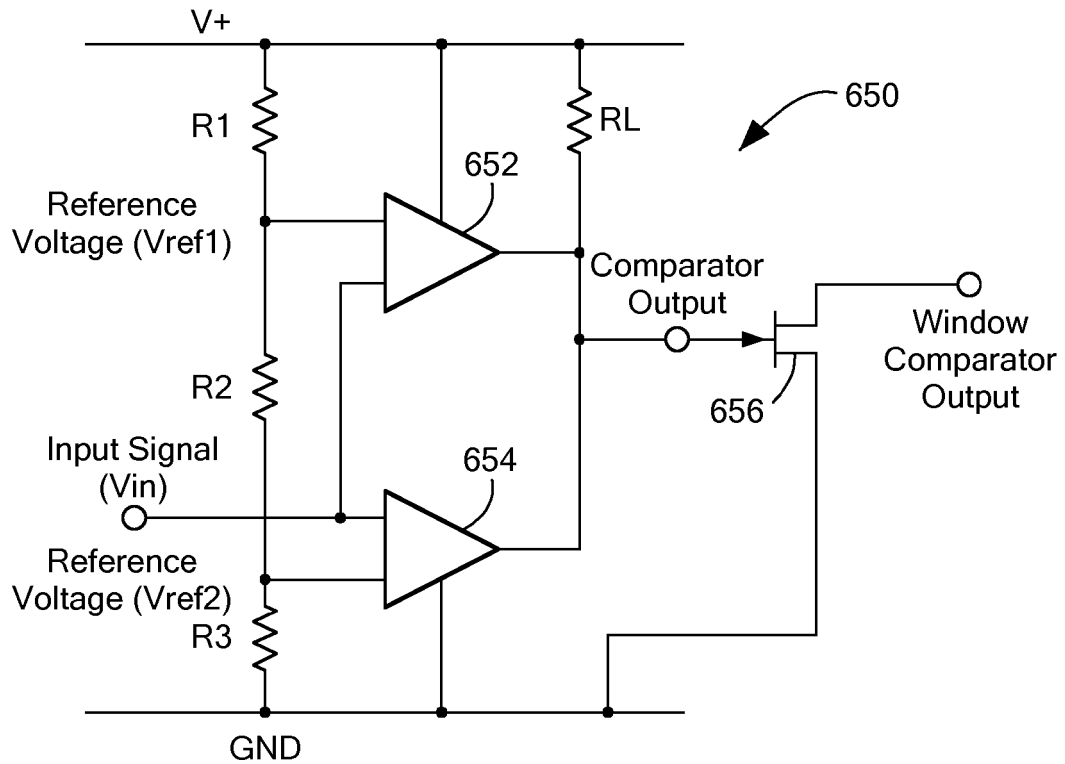 V+
650
R1
RL
652
Reference
Voltage (Vref1)
Comparator
Output
Window
Comparator
Output
R2
656
Input Signal
(Vin)
654
Reference
Voltage (Vref2)
R3
GND